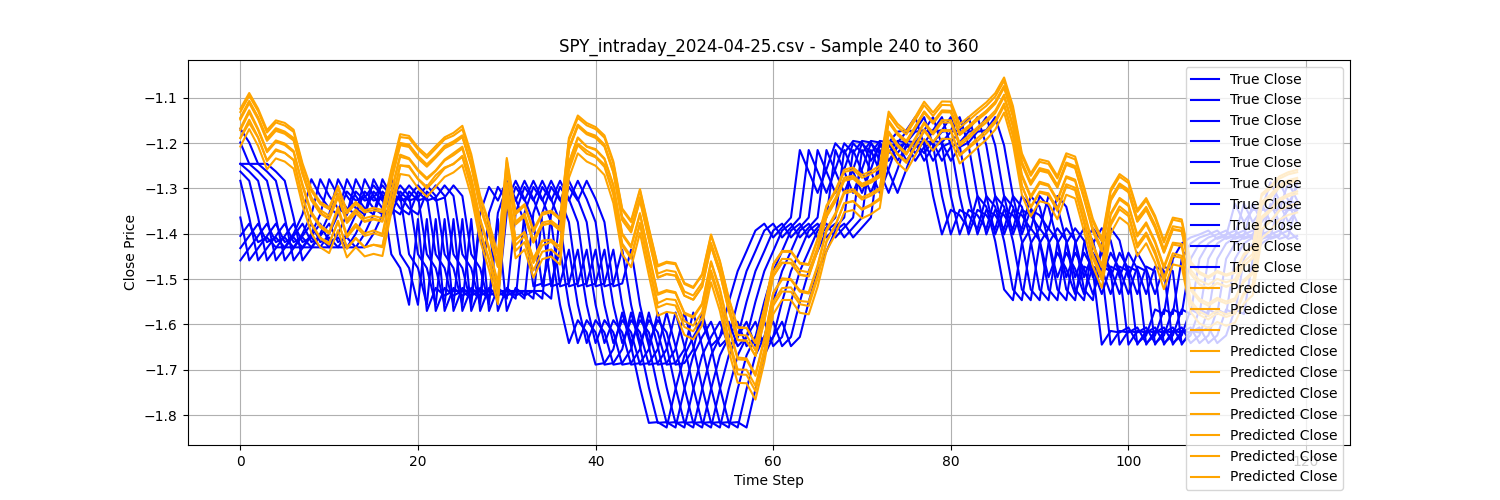 SPY_intraday_2024-04-25.csv - Sample 240 to 360
Close Price
−1.1
−1.2
−1.3
−1.4
−1.5
−1.6
−1.7
−1.8
0
20
40
60
80
100
120
Time Step
True Close
True Close
True Close
True Close
True Close
True Close
True Close
True Close
True Close
True Close
Predicted Close
Predicted Close
Predicted Close
Predicted Close
Predicted Close
Predicted Close
Predicted Close
Predicted Close
Predicted Close
Predicted Close